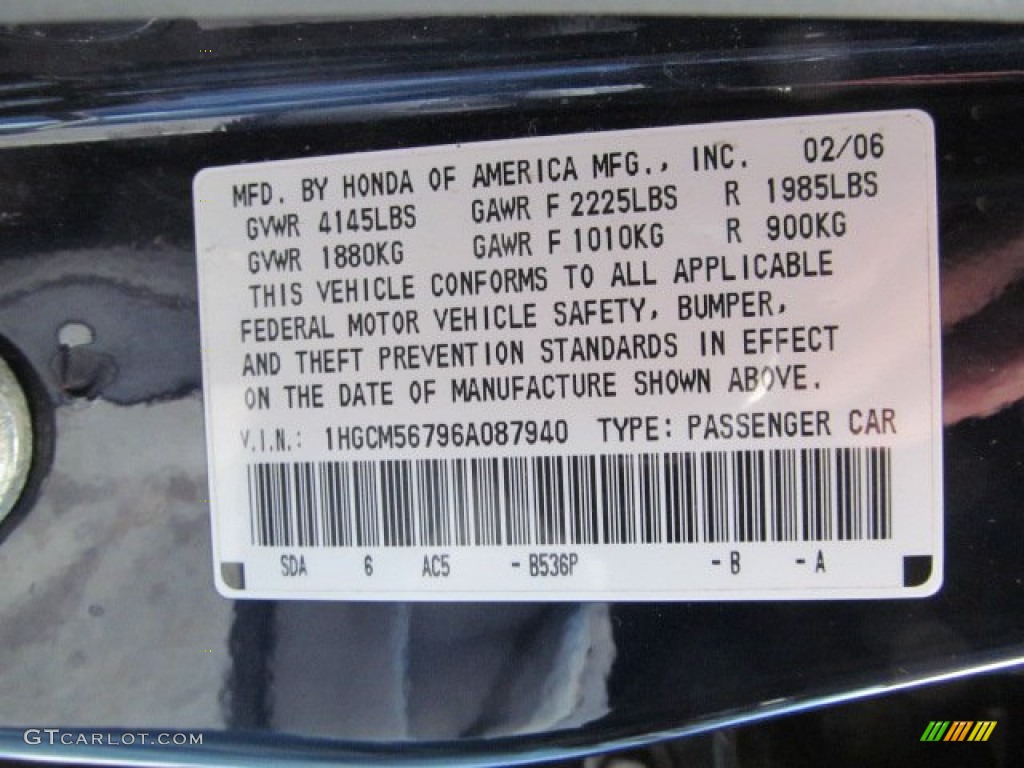 MFD. BY HONDA OF AMERICA MFG., INC. 02/06
GVWR 4145LBS GAWR F 2225LBS R 1985LBS
GVWR 1880KG GAWR F 1010KG R 900KG
THIS VEHICLE CONFORMS TO ALL APPLICABLE
FEDERAL MOTOR VEHICLE SAFETY, BUMPER,
AND THEFT PREVENTION STANDARDS IN EFFECT
ON THE DATE OF MANUFACTURE SHOWN ABOVE.
V.I.N.: 1HGCM56796A087940 TYPE: PASSENGER CAR
SDA 6 AC5 - B536P - B - A
GTCARLOT.COM